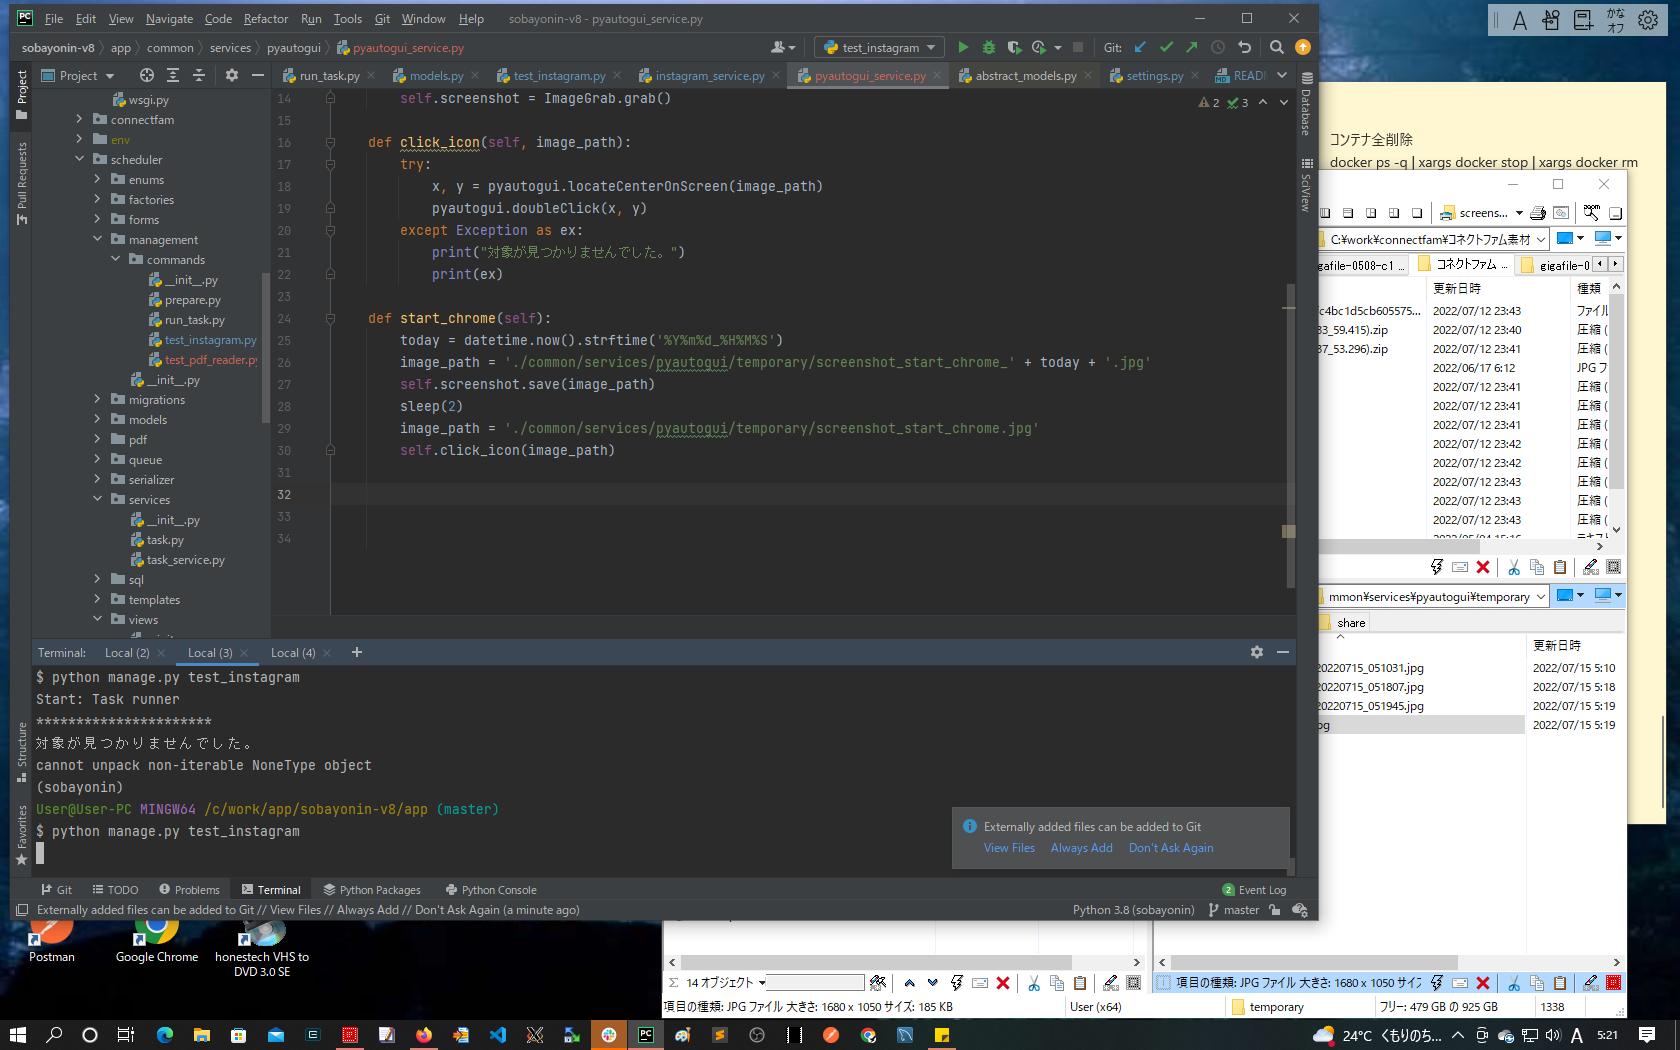 File Edit View Navigate Code Refactor Run Tools Git Window Help sobayonin-v8 - pyautogui_service.py
sobayonin-v8 app common services pyautogui pyautogui_service.py test_instagram Git:
Project run_task.py models.py test_instagram.py instagram_service.py pyautogui_service.py abstract_models.py settings.py READ
Project
Pull Requests
Structure
Favorites
Database
SciView
wsgi.py
connectfam
env
scheduler
enums
factories
forms
management
commands
__init__.py
prepare.py
run_task.py
test_instagram.py
test_pdf_reader.py
__init__.py
migrations
models
pdf
queue
serializer
services
__init__.py
task.py
task_service.py
sql
templates
views
2 3
14 self.screenshot = ImageGrab.grab()
15
16 def click_icon(self, image_path):
17 try:
18 x, y = pyautogui.locateCenterOnScreen(image_path)
19 pyautogui.doubleClick(x, y)
20 except Exception as ex:
21 print("対象が見つかりませんでした。")
22 print(ex)
23
24 def start_chrome(self):
25 today = datetime.now().strftime('%Y%m%d_%H%M%S')
26 image_path = './common/services/pyautogui/temporary/screenshot_start_chrome_' + today + '.jpg'
27 self.screenshot.save(image_path)
28 sleep(2)
29 image_path = './common/services/pyautogui/temporary/screenshot_start_chrome.jpg'
30 self.click_icon(image_path)
31
32
33
34
Terminal: Local (2) Local (3) Local (4) +
$ python manage.py test_instagram
Start: Task runner
**********************
対象が見つかりませんでした。
cannot unpack non-iterable NoneType object
(sobayonin)
User@User-PC MINGW64 /c/work/app/sobayonin-v8/app (master)
$ python manage.py test_instagram
Externally added files can be added to Git
View Files Always Add Don't Ask Again
Git TODO Problems Terminal Python Packages Python Console 2 Event Log
Externally added files can be added to Git // View Files // Always Add // Don't Ask Again (a minute ago) Python 3.8 (sobayonin) master
A かな
オフ
コンテナ全削除
docker ps -q | xargs docker stop | xargs docker rm
screens...
C:¥work¥connectfam¥コネクトファム素材
gafile-0508-c1 ... コネクトファム ... gigafile-0
更新日時 種類
c4bc1d5cb605575... 2022/07/12 23:43 ファイル
33_59.415).zip 2022/07/12 23:40 圧縮 (
37_53.296).zip 2022/07/12 23:41 圧縮 (
2022/06/17 6:12 JPG フ
2022/07/12 23:41 圧縮 (
2022/07/12 23:41 圧縮 (
2022/07/12 23:41 圧縮 (
2022/07/12 23:42 圧縮 (
2022/07/12 23:42 圧縮 (
2022/07/12 23:43 圧縮 (
2022/07/12 23:43 圧縮 (
2022/07/12 23:43 圧縮 (
mmon¥services¥pyautogui¥temporary
share
更新日時
20220715_051031.jpg 2022/07/15 5:10
20220715_051807.jpg 2022/07/15 5:18
20220715_051945.jpg 2022/07/15 5:19
pg 2022/07/15 5:19
Postman
Google Chrome
honestech VHS to
DVD 3.0 SE
14 オブジェクト
項目の種類: JPG ファイル 大きさ: 1680 x 1050 サイズ
項目の種類: JPG ファイル 大きさ: 1680 x 1050 サイズ: 185 KB User (x64) temporary フリー: 479 GB の 925 GB 1338
24°C くもりのち... A 5:21